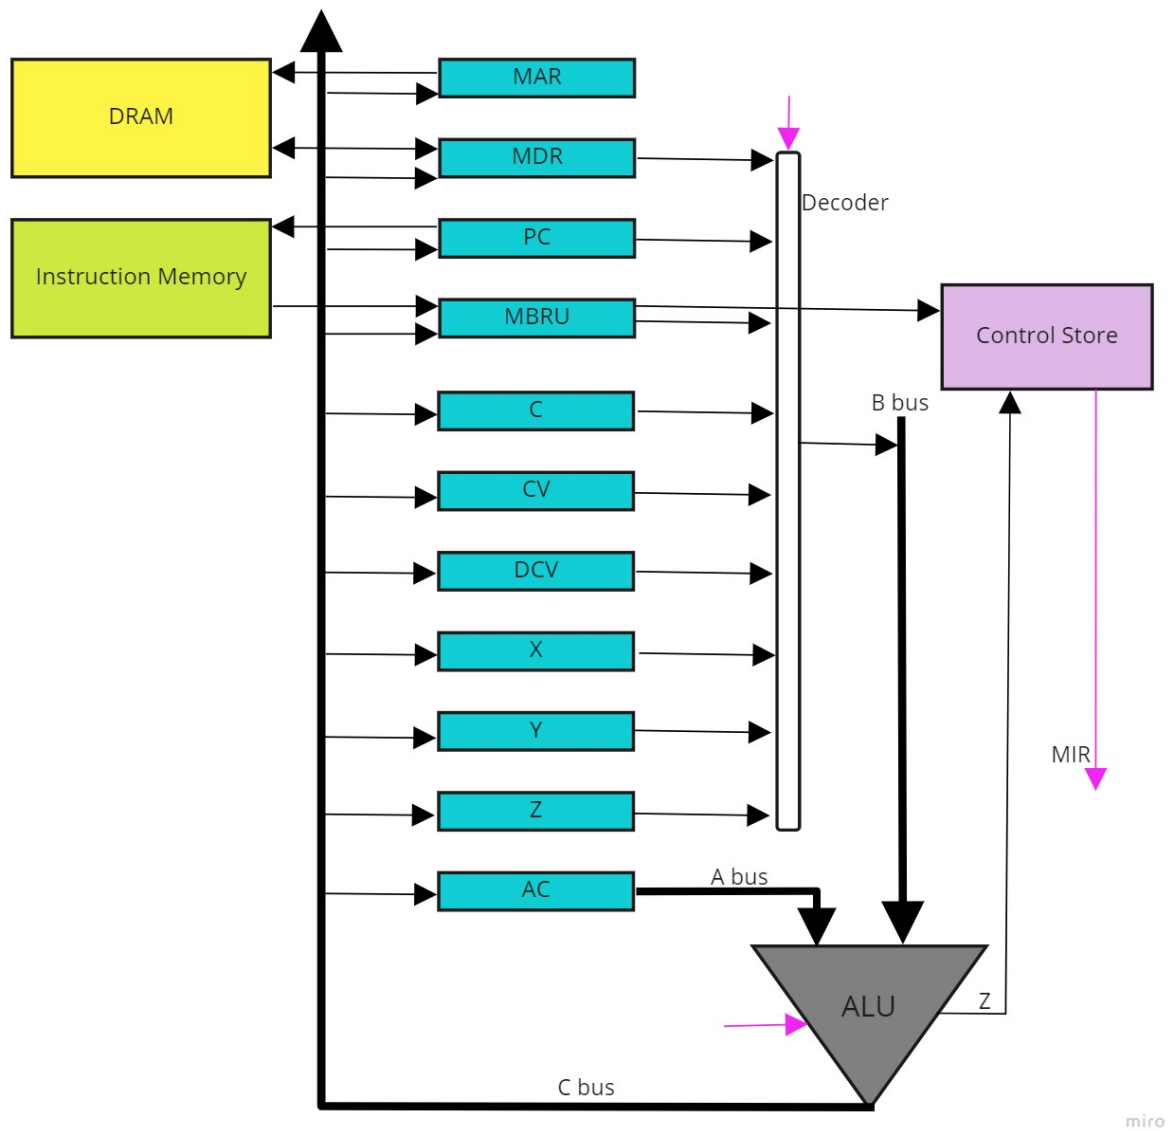 MAR
DRAM
MDR
Decoder
PC
Instruction Memory
MBRU
Control Store
B bus
C
CV
DCV
X
Y
MIR
Z
A bus
AC
Z
ALU
C bus
miro